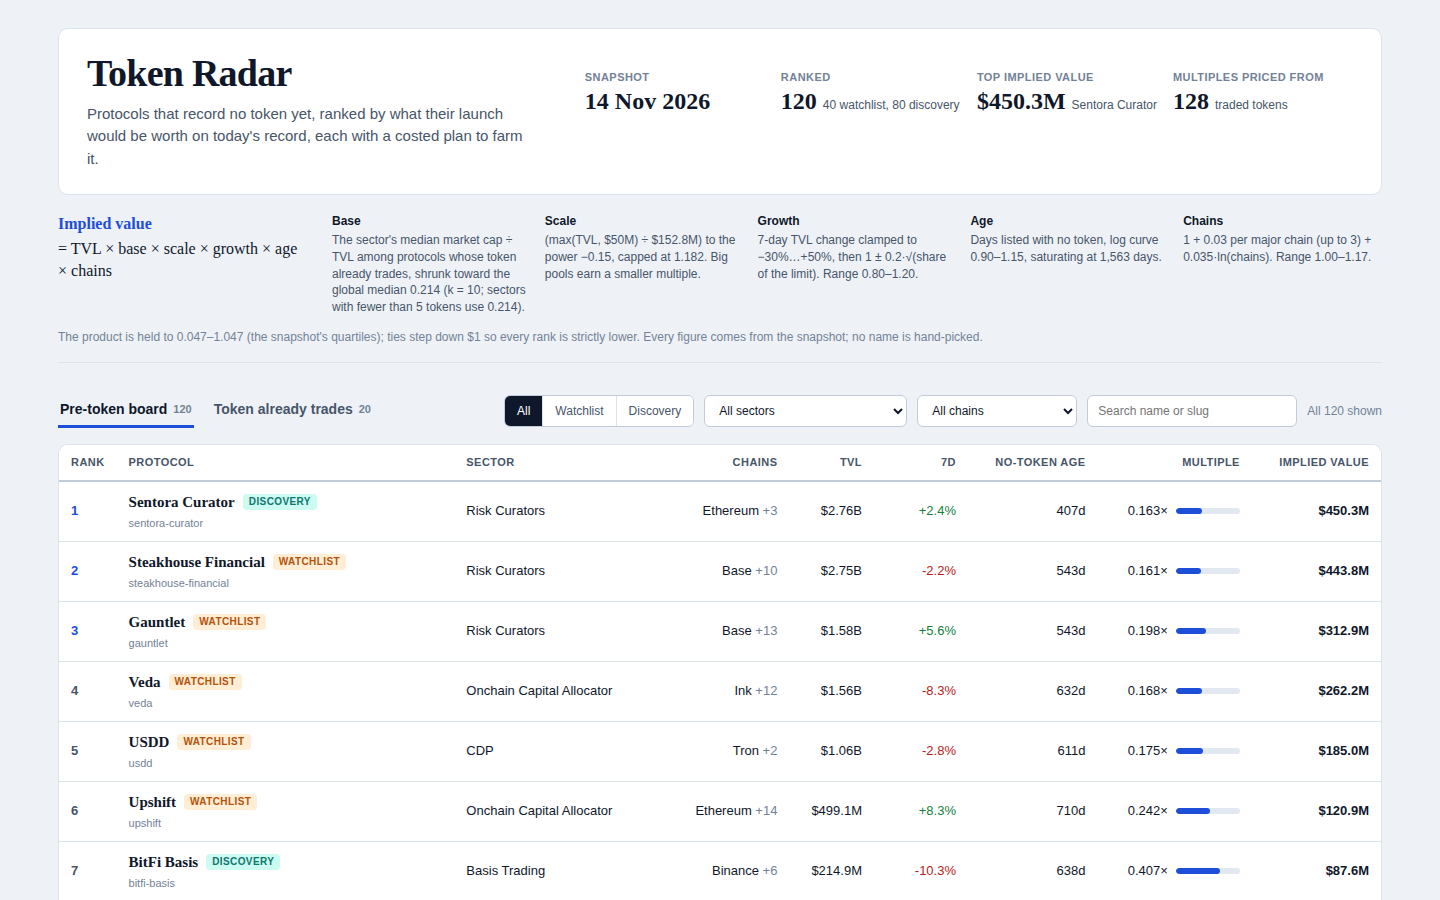 Token Radar
Protocols that record no token yet, ranked by what their launch
would be worth on today's record, each with a costed plan to farm
it.
SNAPSHOT
14 Nov 2026
RANKED
120 40 watchlist, 80 discovery
TOP IMPLIED VALUE
$450.3M Sentora Curator
MULTIPLES PRICED FROM
128 traded tokens
Implied value
= TVL × base × scale × growth × age
× chains
Base
The sector's median market cap ÷
TVL among protocols whose token
already trades, shrunk toward the
global median 0.214 (k = 10; sectors
with fewer than 5 tokens use 0.214).
Scale
(max(TVL, $50M) ÷ $152.8M) to the
power −0.15, capped at 1.182. Big
pools earn a smaller multiple.
Growth
7-day TVL change clamped to
−30%…+50%, then 1 ± 0.2·√(share
of the limit). Range 0.80–1.20.
Age
Days listed with no token, log curve
0.90–1.15, saturating at 1,563 days.
Chains
1 + 0.03 per major chain (up to 3) +
0.035·ln(chains). Range 1.00–1.17.
The product is held to 0.047–1.047 (the snapshot's quartiles); ties step down $1 so every rank is strictly lower. Every figure comes from the snapshot; no name is hand-picked.
Pre-token board 120 Token already trades 20
All Watchlist Discovery All sectors All chains Search name or slug All 120 shown
RANK PROTOCOL SECTOR CHAINS TVL 7D NO-TOKEN AGE MULTIPLE IMPLIED VALUE
1 Sentora Curator DISCOVERY Risk Curators Ethereum +3 $2.76B +2.4% 407d 0.163× $450.3M
sentora-curator
2 Steakhouse Financial WATCHLIST Risk Curators Base +10 $2.75B -2.2% 543d 0.161× $443.8M
steakhouse-financial
3 Gauntlet WATCHLIST Risk Curators Base +13 $1.58B +5.6% 543d 0.198× $312.9M
gauntlet
4 Veda WATCHLIST Onchain Capital Allocator Ink +12 $1.56B -8.3% 632d 0.168× $262.2M
veda
5 USDD WATCHLIST CDP Tron +2 $1.06B -2.8% 611d 0.175× $185.0M
usdd
6 Upshift WATCHLIST Onchain Capital Allocator Ethereum +14 $499.1M +8.3% 710d 0.242× $120.9M
upshift
7 BitFi Basis DISCOVERY Basis Trading Binance +6 $214.9M -10.3% 638d 0.407× $87.6M
bitfi-basis